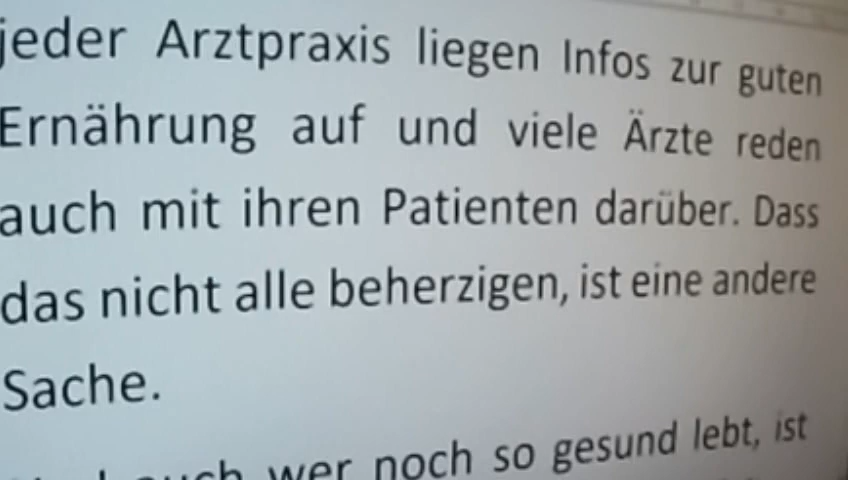 jeder Arztpraxis liegen Infos zur guten
Ernährung auf und viele Ärzte reden
auch mit ihren Patienten darüber. Dass
das nicht alle beherzigen, ist eine andere
Sache.
auch wer noch so gesund lebt, ist